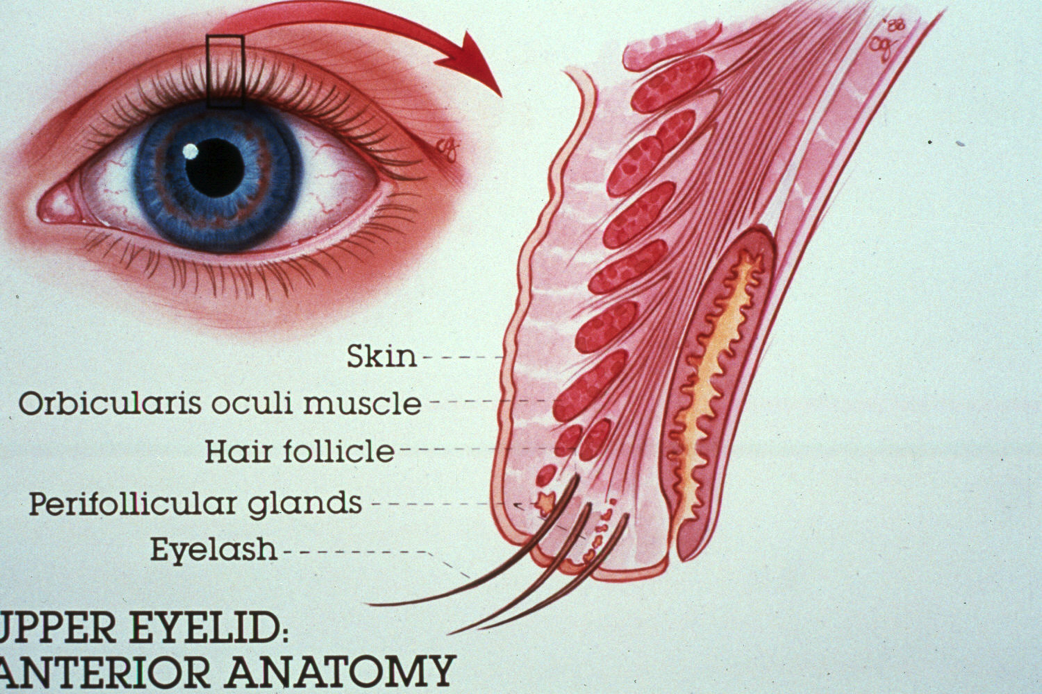 Skin
Orbicularis oculi muscle
Hair follicle
Perifollicular glands
Eyelash
UPPER EYELID:
ANTERIOR ANATOMY